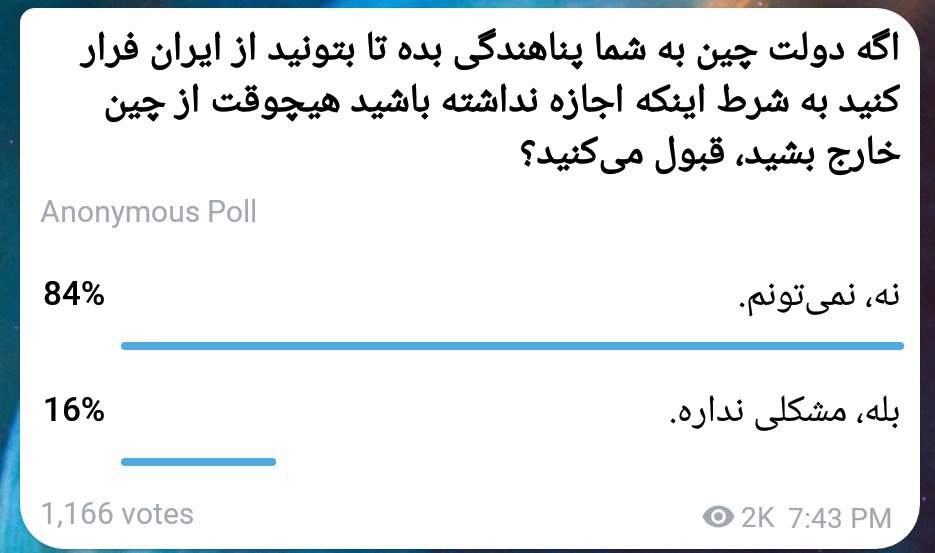 اگه دولت چین به شما پناهندگی بده تا بتونید از ایران فرار
کنید به شرط اینکه اجازه نداشته باشید هیچوقت از چین
خارج بشید، قبول می‌کنید؟
Anonymous Poll
84% نه، نمی‌تونم.
16% بله، مشکلی نداره.
1,166 votes 2K 7:43 PM